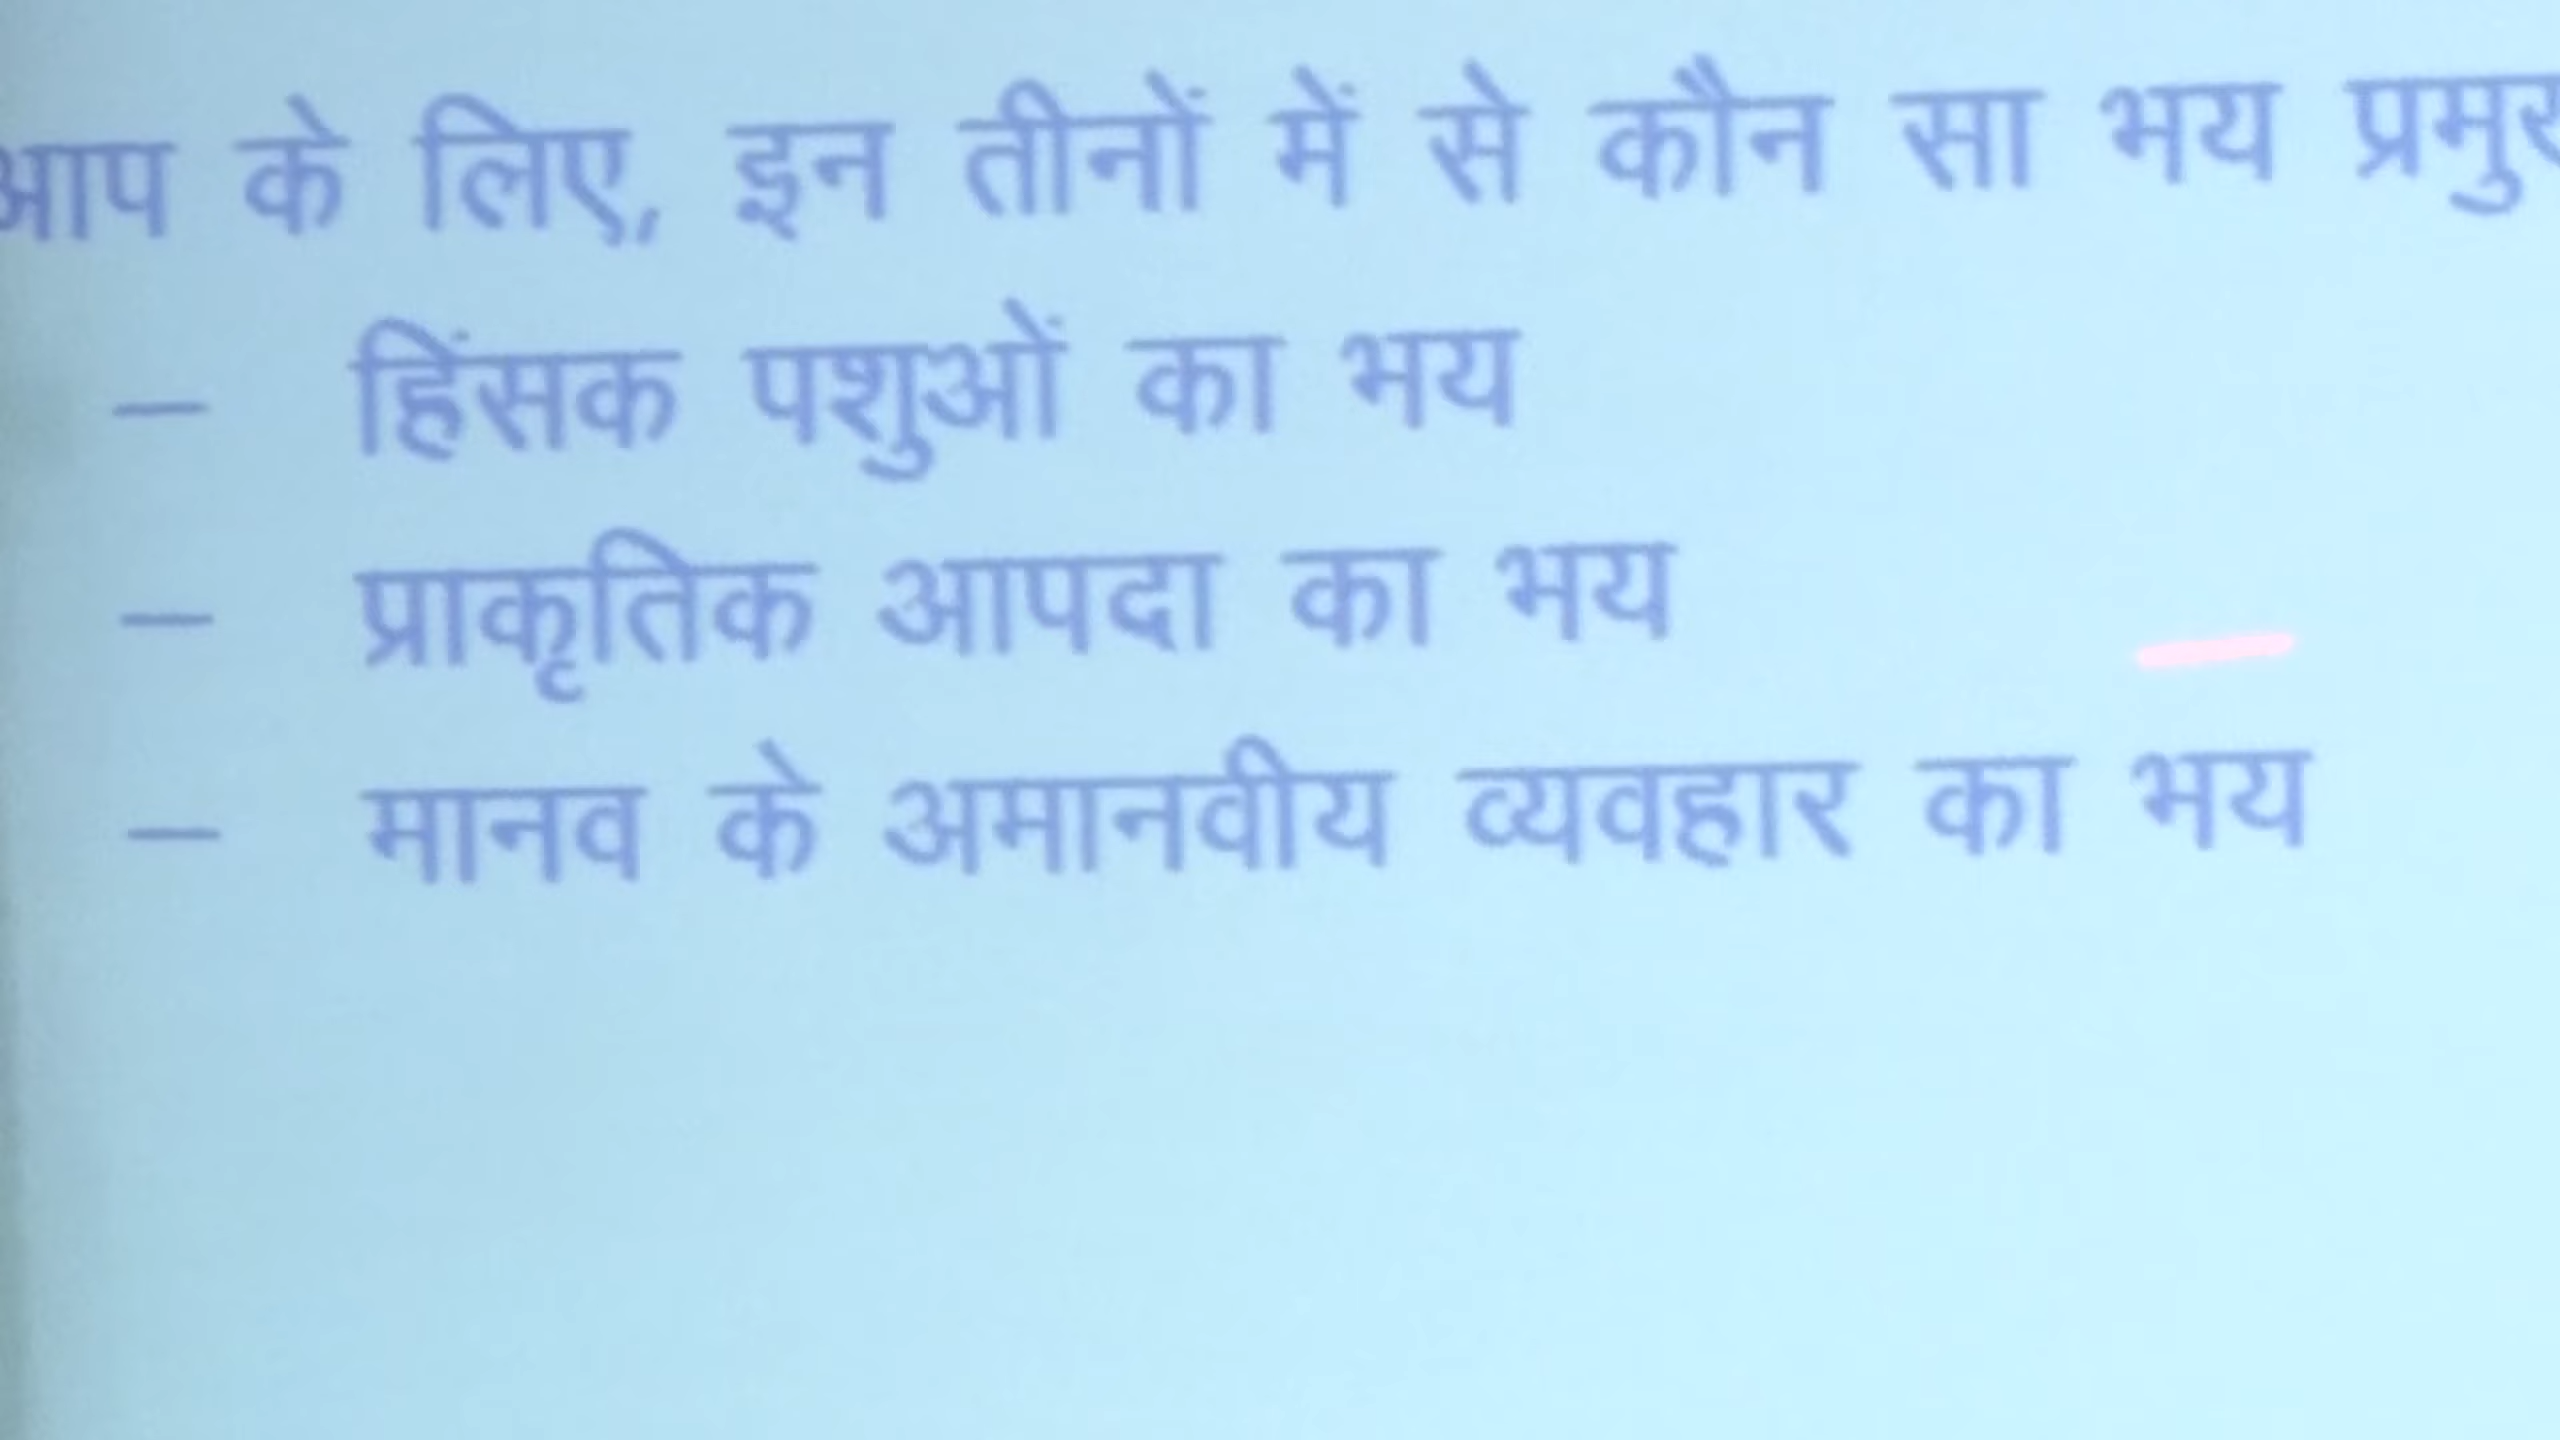 आप के लिए, इन तीनों में से कौन सा भय
– हिंसक पशुओं का भय
– प्राकृतिक आपदा का भय
– मानव के अमानवीय व्यवहार का भय